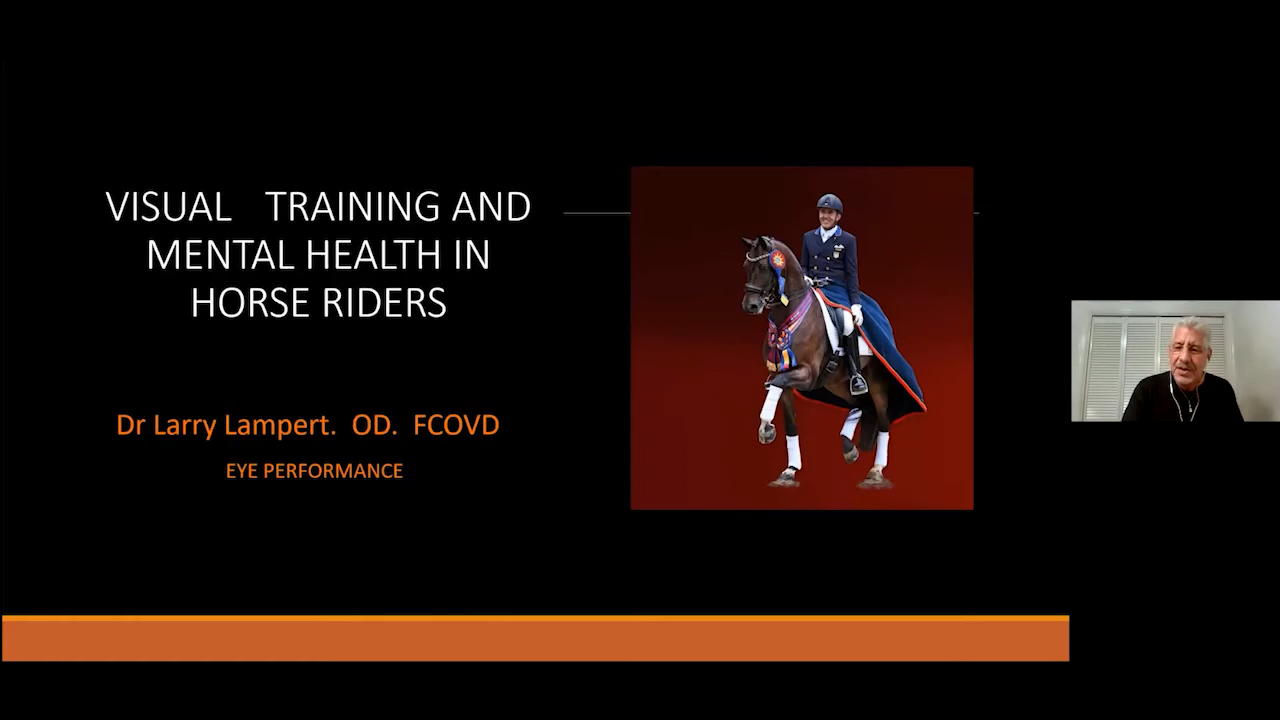 VISUAL TRAINING AND
MENTAL HEALTH IN
HORSE RIDERS
Dr Larry Lampert. OD. FCOVD
EYE PERFORMANCE